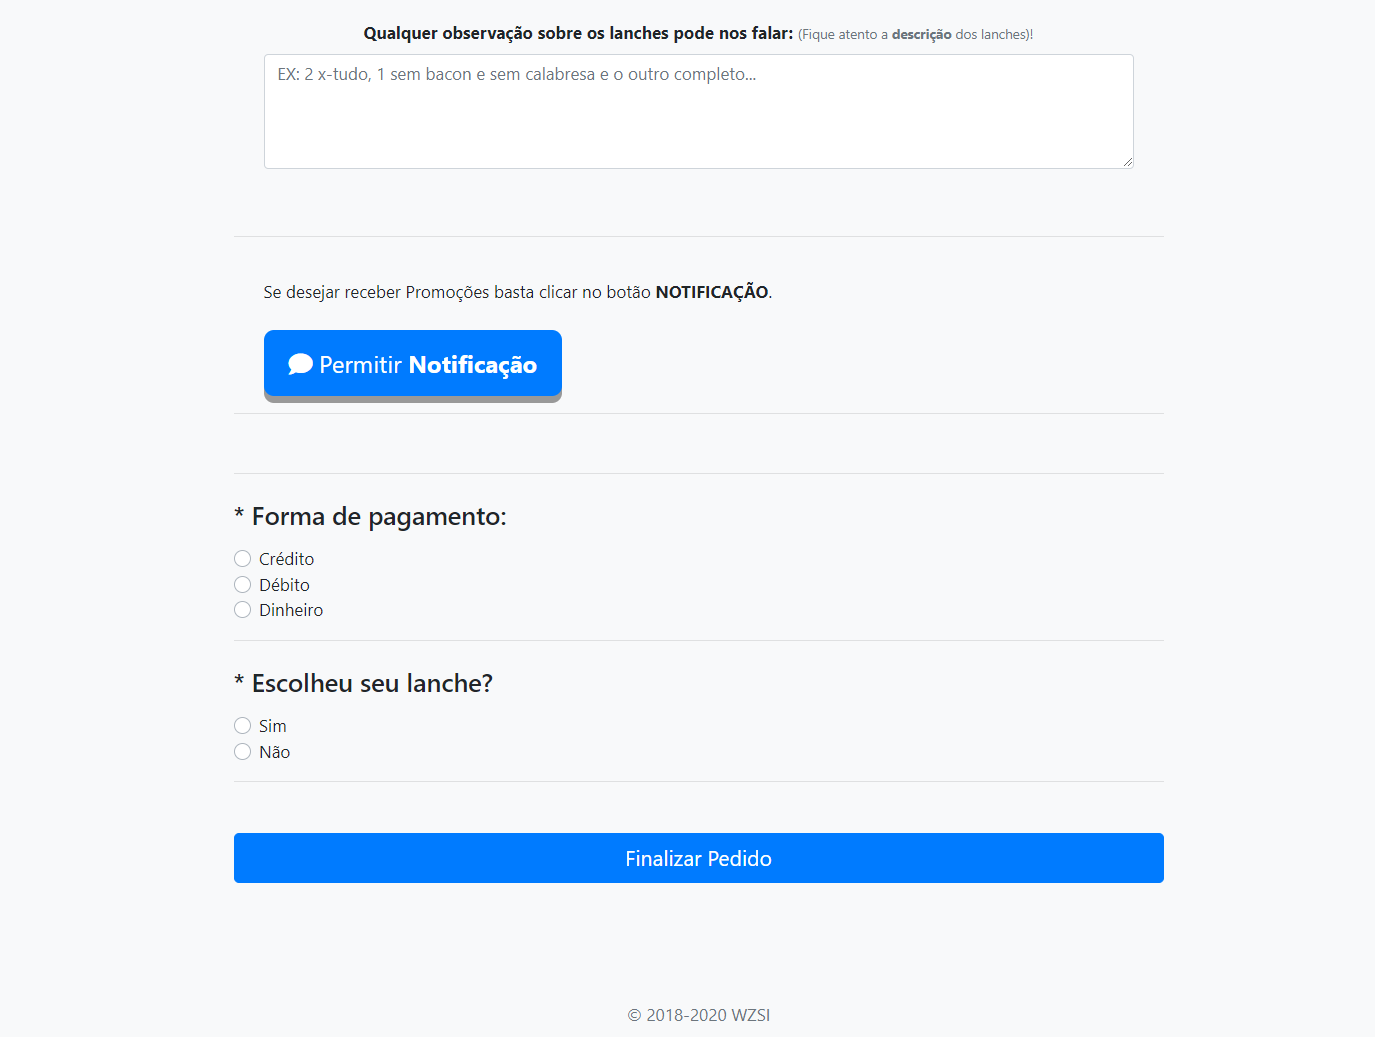 Qualquer observação sobre os lanches pode nos falar: (Fique atento a descrição dos lanches)!
EX: 2 x-tudo, 1 sem bacon e sem calabresa e o outro completo...
Se desejar receber Promoções basta clicar no botão NOTIFICAÇÃO.
Permitir Notificação
* Forma de pagamento:
Crédito
Débito
Dinheiro
* Escolheu seu lanche?
Sim
Não
Finalizar Pedido
© 2018-2020 WZSI